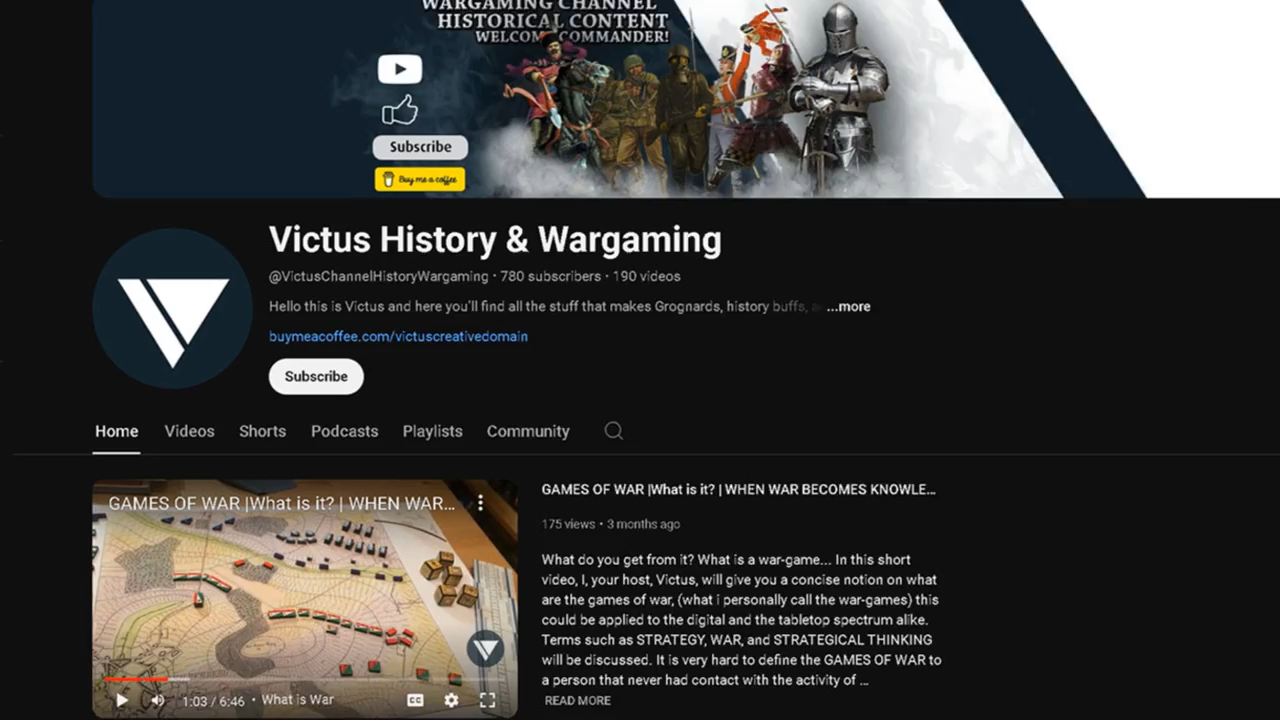 WARGAMING CHANNEL
HISTORICAL CONTENT
WELCOME COMMANDER!
Subscribe
Buy me a coffee
Victus History & Wargaming
@VictusChannelHistoryWargaming • 780 subscribers • 190 videos
Hello this is Victus and here you'll find all the stuff that makes Grognards, history buffs, ...more
buymeacoffee.com/victuscreativedomain
Subscribe
Home Videos Shorts Podcasts Playlists Community
GAMES OF WAR |What is it? | WHEN WAR...
1:03 / 6:46 • What is War
CC
GAMES OF WAR |What is it? | WHEN WAR BECOMES KNOWLE...
175 views • 3 months ago
What do you get from it? What is a war-game... In this short
video, I, your host, Victus, will give you a concise notion on what
are the games of war, (what i personally call the war-games) this
could be applied to the digital and the tabletop spectrum alike.
Terms such as STRATEGY, WAR, and STRATEGICAL THINKING
will be discussed. It is very hard to define the GAMES OF WAR to
a person that never had contact with the activity of ...
READ MORE